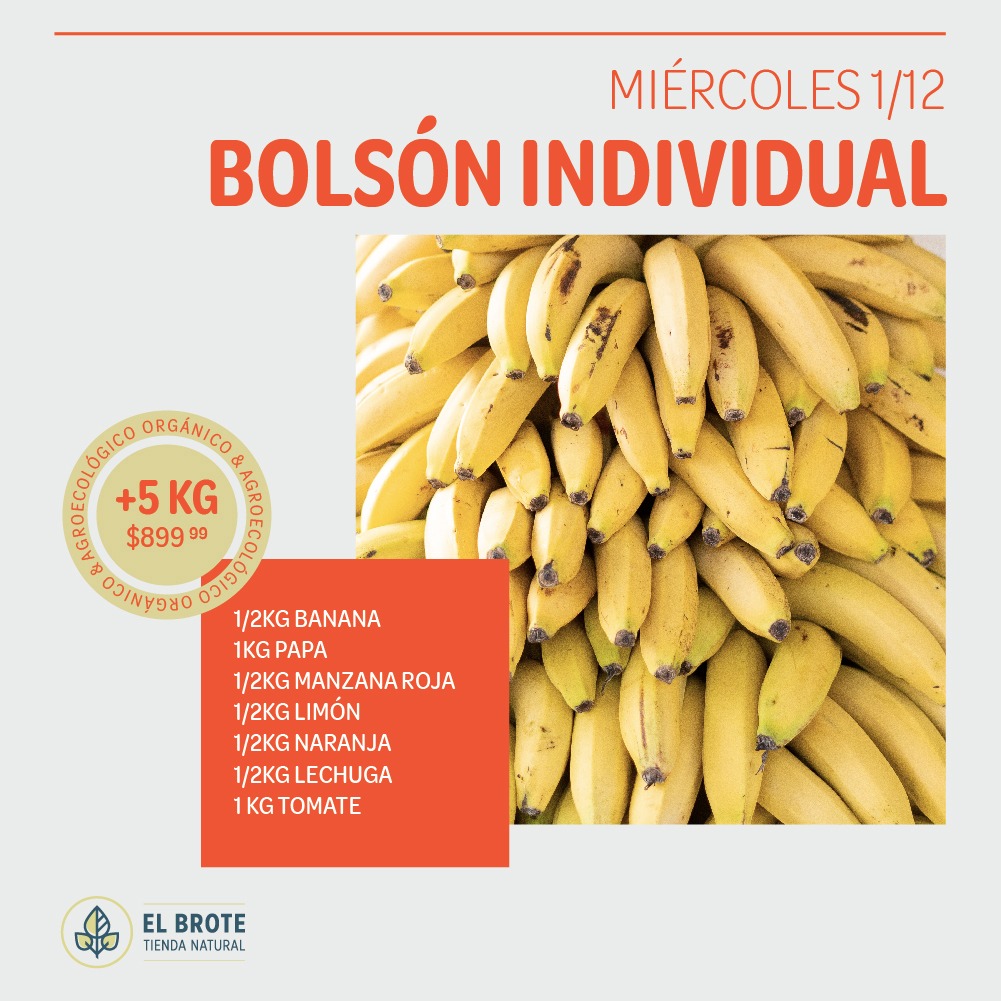 MIÉRCOLES 1/12
BOLSÓN INDIVIDUAL
ORGÁNICO & AGROECOLÓGICO ORGÁNICO & AGROECOLÓGICO
+5 KG
$899 99
1/2KG BANANA
1KG PAPA
1/2KG MANZANA ROJA
1/2KG LIMÓN
1/2KG NARANJA
1/2KG LECHUGA
1 KG TOMATE
EL BROTE
TIENDA NATURAL